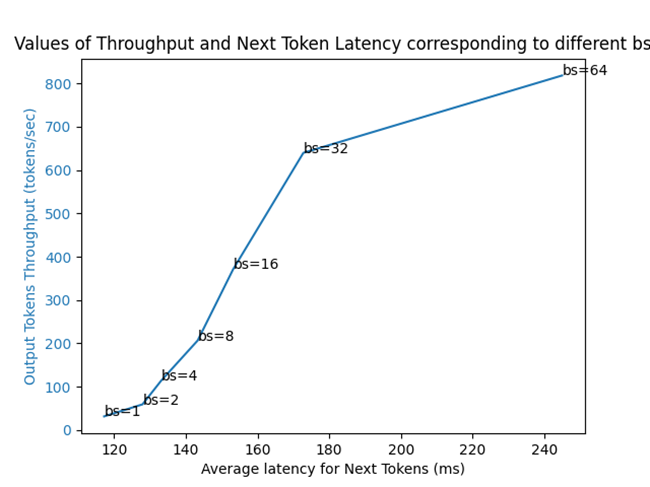 Values of Throughput and Next Token Latency corresponding to different bs
800
700
600
500
400
300
200
100
0
Output Tokens Throughput (tokens/sec)
bs=64
bs=32
bs=16
bs=8
bs=4
bs=2
bs=1
120 140 160 180 200 220 240
Average latency for Next Tokens (ms)